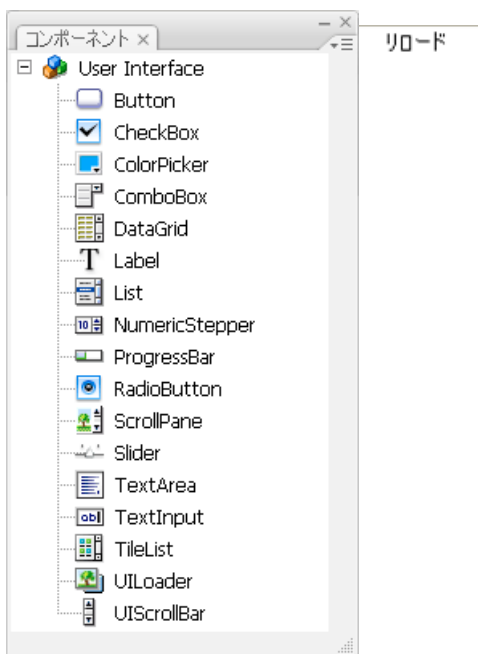 コンポーネント ×
リロード
User Interface
Button
CheckBox
ColorPicker
ComboBox
DataGrid
Label
List
NumericStepper
ProgressBar
RadioButton
ScrollPane
Slider
TextArea
TextInput
TileList
UILoader
UIScrollBar